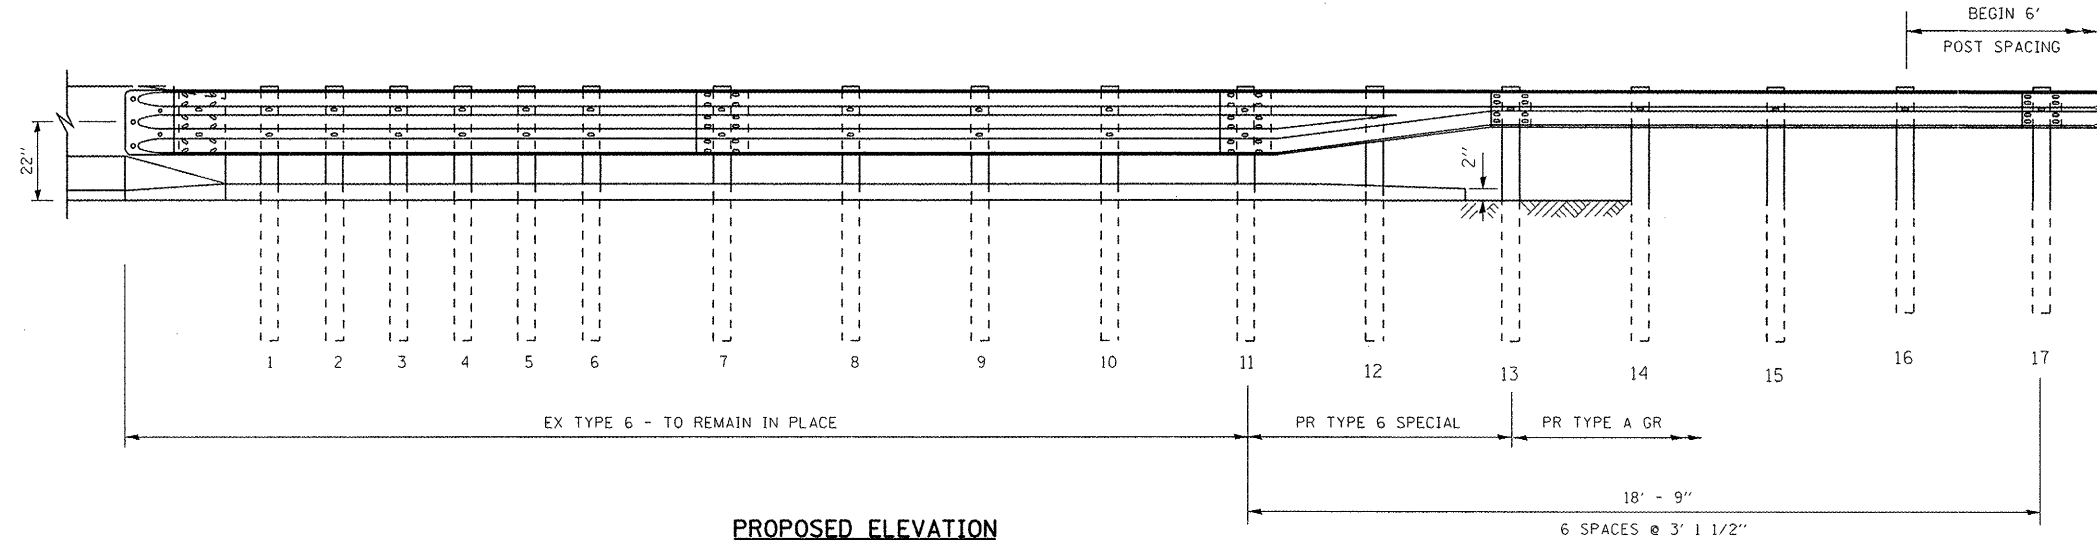 BEGIN 6'
POST SPACING
22"
2"
1 2 3 4 5 6 7 8 9 10 11 12 13 14 15 16 17
EX TYPE 6 - TO REMAIN IN PLACE
PR TYPE 6 SPECIAL
PR TYPE A GR
18' - 9"
6 SPACES @ 3' 1 1/2"
PROPOSED ELEVATION